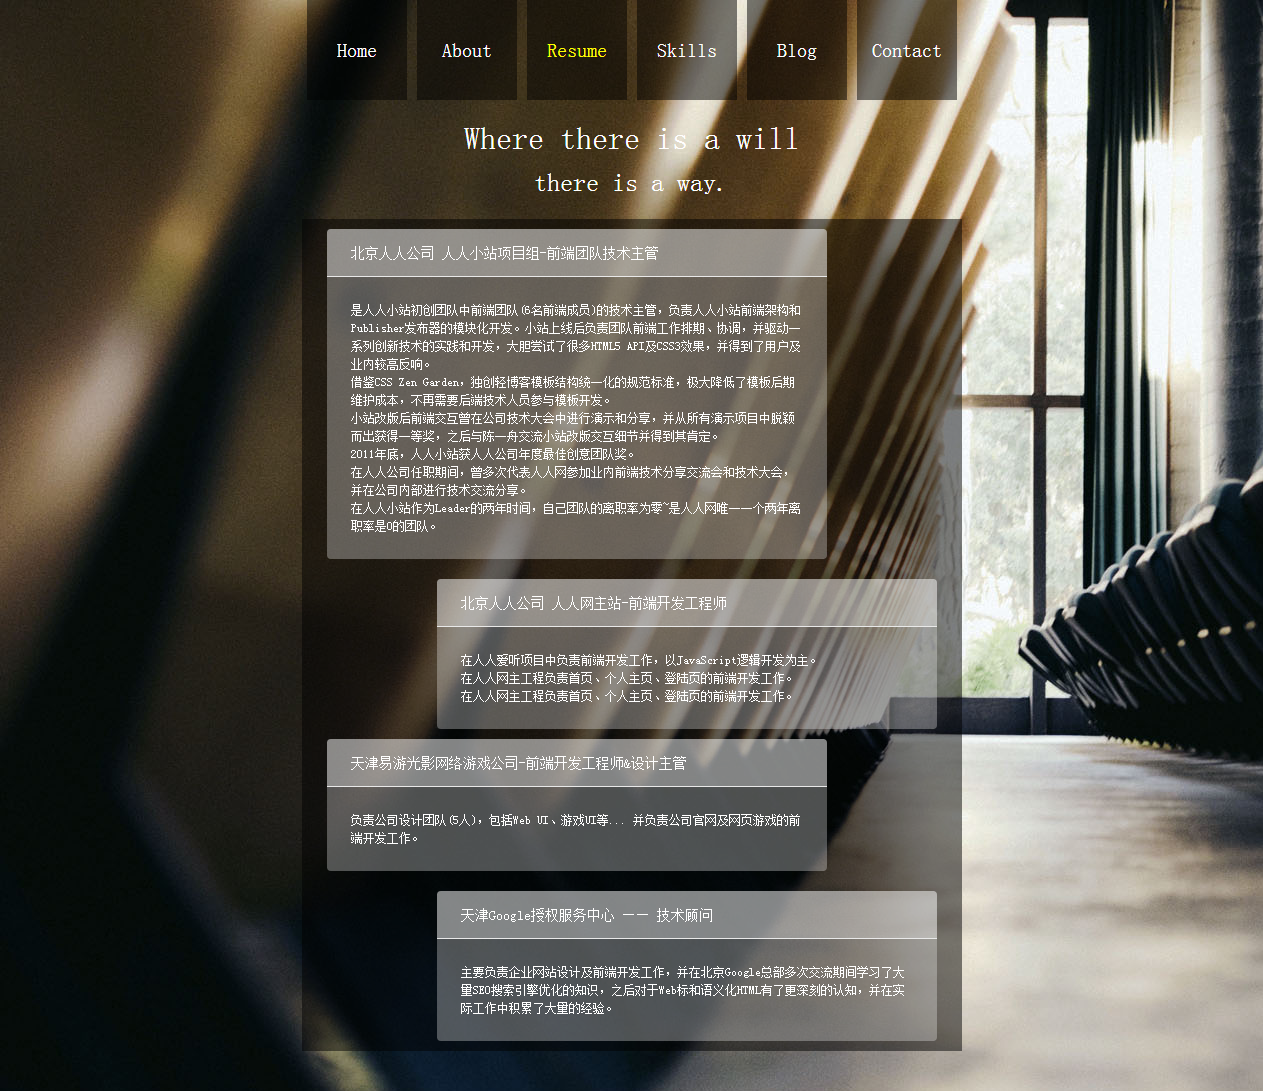 Home About Resume Skills Blog Contact
Where there is a will
there is a way.
北京人人公司 人人小站项目组-前端团队技术主管
是人人小站初创团队中前端团队(6名前端成员)的技术主管，负责人人小站前端架构和
Publisher发布器的模块化开发。小站上线后负责团队前端工作排期、协调，并驱动一
系列创新技术的实践和开发，大胆尝试了很多HTML5 API及CSS3效果，并得到了用户及
业内较高反响。
借鉴CSS Zen Garden，独创轻博客模板结构统一化的规范标准，极大降低了模板后期
维护成本，不再需要后端技术人员参与模板开发。
小站改版后前端交互曾在公司技术大会中进行演示和分享，并从所有演示项目中脱颖
而出获得一等奖，之后与陈一舟交流小站改版交互细节并得到其肯定。
2011年底，人人小站获人人公司年度最佳创意团队奖。
在人人公司任职期间，曾多次代表人人网参加业内前端技术分享交流会和技术大会，
并在公司内部进行技术交流分享。
在人人小站作为Leader的两年时间，自己团队的离职率为零~是人人网唯一一个两年离
职率是0的团队。
北京人人公司 人人网主站-前端开发工程师
在人人爱听项目中负责前端开发工作，以JavaScript逻辑开发为主。
在人人网主工程负责首页、个人主页、登陆页的前端开发工作。
在人人网主工程负责首页、个人主页、登陆页的前端开发工作。
天津易游光影网络游戏公司-前端开发工程师&设计主管
负责公司设计团队(5人)，包括Web UI、游戏UI等... 并负责公司官网及网页游戏的前
端开发工作。
天津Google授权服务中心 一一 技术顾问
主要负责企业网站设计及前端开发工作，并在北京Google总部多次交流期间学习了大
量SEO搜索引擎优化的知识，之后对于Web标和语义化HTML有了更深刻的认知，并在实
际工作中积累了大量的经验。